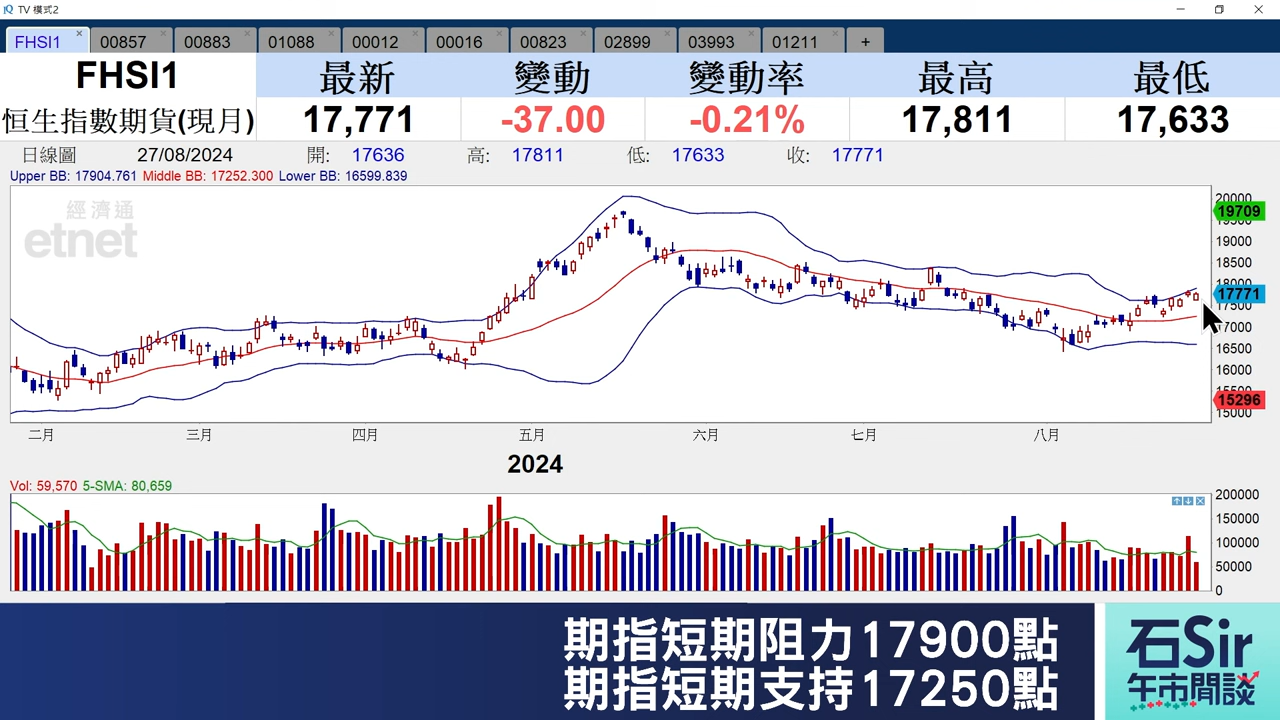 TV 模式2
FHSI1 00857 00883 01088 00012 00016 00823 02899 03993 01211 +
FHSI1 最新 變動 變動率 最高 最低
恒生指數期貨(現月) 17,771 -37.00 -0.21% 17,811 17,633
日線圖 27/08/2024 開: 17636 高: 17811 低: 17633 收: 17771
Upper BB: 17904.761 Middle BB: 17252.300 Lower BB: 16599.839
經濟通
etnet
20000
19709
19000
18500
18000
17771
17500
17000
16500
16000
15500
15296
15000
二月 三月 四月 五月 六月 七月 八月
2024
Vol: 59,570 5-SMA: 80,659
200000
150000
100000
50000
0
期指短期阻力17900點
期指短期支持17250點
石Sir
午市開談